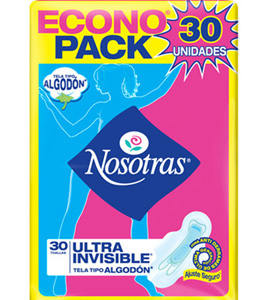 ECONO
PACK
30
UNIDADES
TELA TIPO
ALGODÓN*
Nosotras®
30
TOALLAS
ULTRA
INVISIBLE*
TELA TIPO ALGODÓN*
Ajuste Seguro